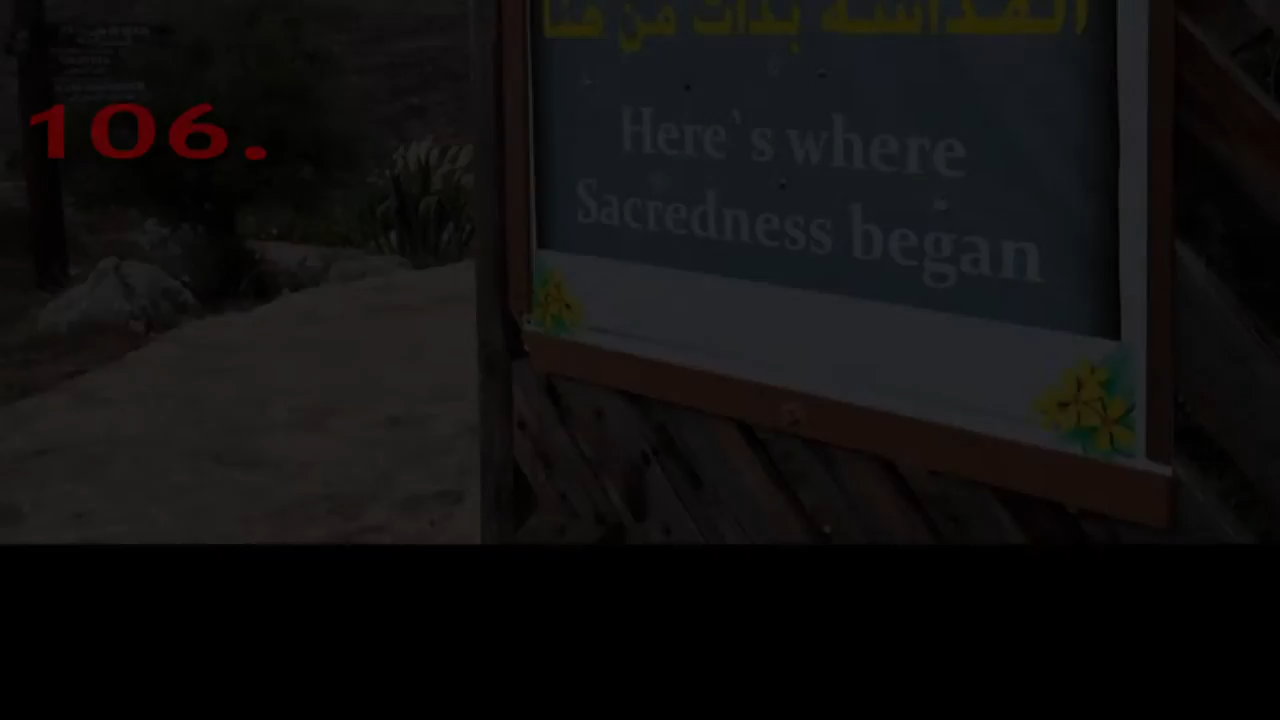 القداسة بدأت من هنا
106.
Here`s where
Sacredness began